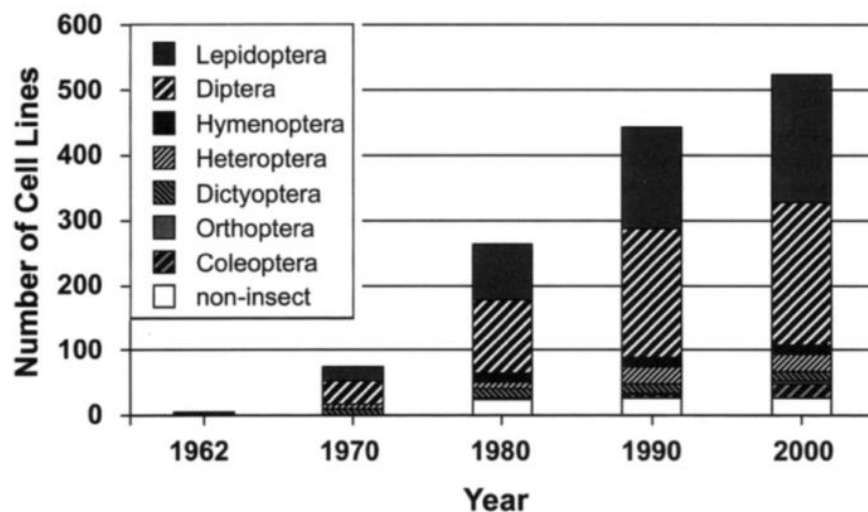 600
500
400
300
200
100
0
Number of Cell Lines
Lepidoptera
Diptera
Hymenoptera
Heteroptera
Dictyoptera
Orthoptera
Coleoptera
non-insect
1962 1970 1980 1990 2000
Year